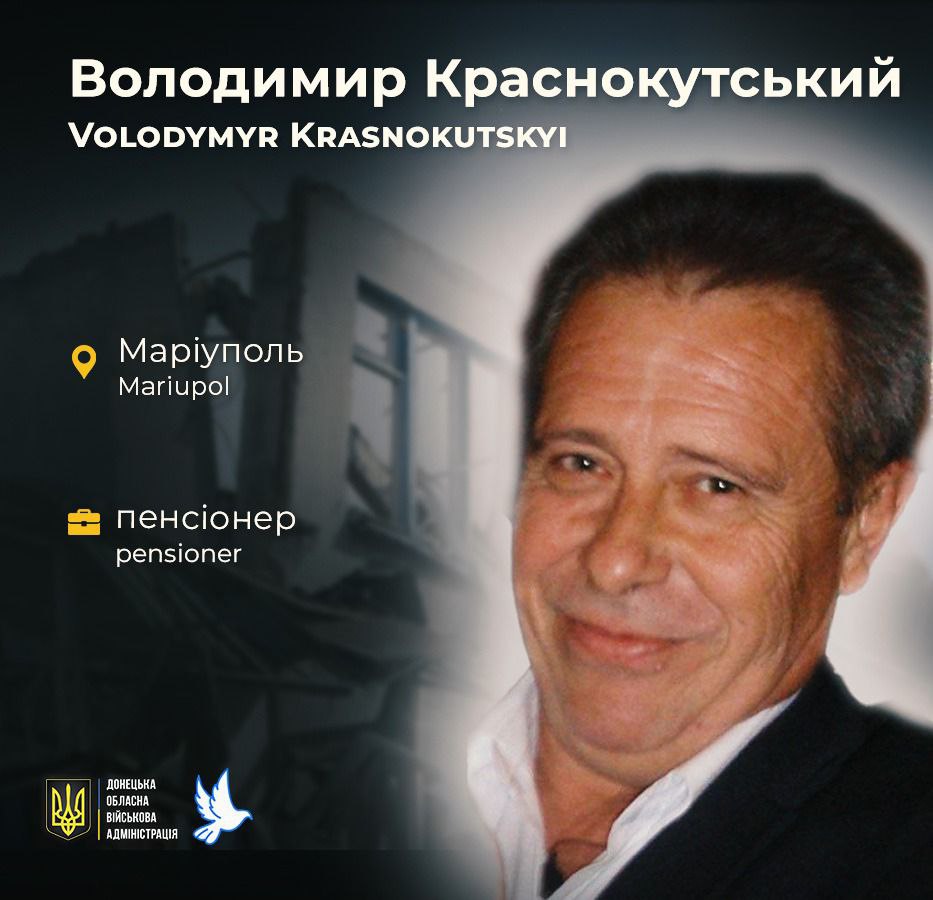 Володимир Краснокутський
Volodymyr Krasnokutskyi
Маріуполь
Mariupol
пенсіонер
pensioner
ДОНЕЦЬКА
ОБЛАСНА
ВІЙСЬКОВА
АДМІНІСТРАЦІЯ